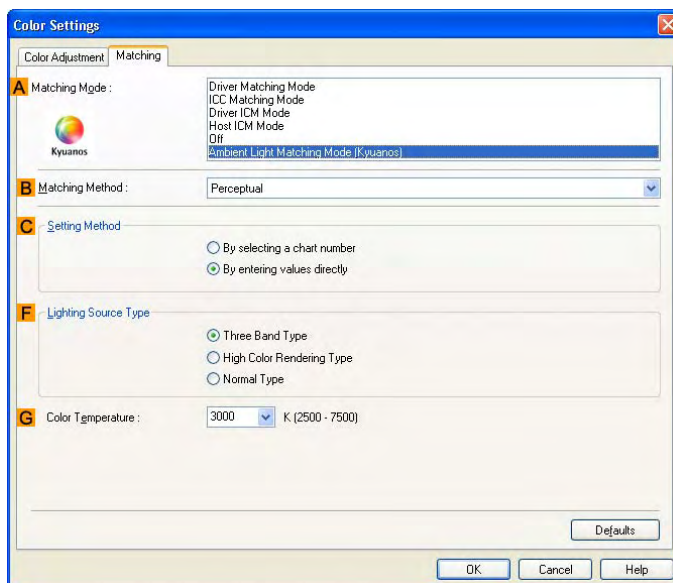 Color Settings
Color Adjustment
Matching
A Matching Mode :
Driver Matching Mode
ICC Matching Mode
Driver ICM Mode
Host ICM Mode
Off
Ambient Light Matching Mode (Kyuanos)
Kyuanos
B Matching Method : Perceptual
C Setting Method
By selecting a chart number
By entering values directly
F Lighting Source Type
Three Band Type
High Color Rendering Type
Normal Type
G Color Temperature : 3000 K (2500 - 7500)
Defaults
OK Cancel Help